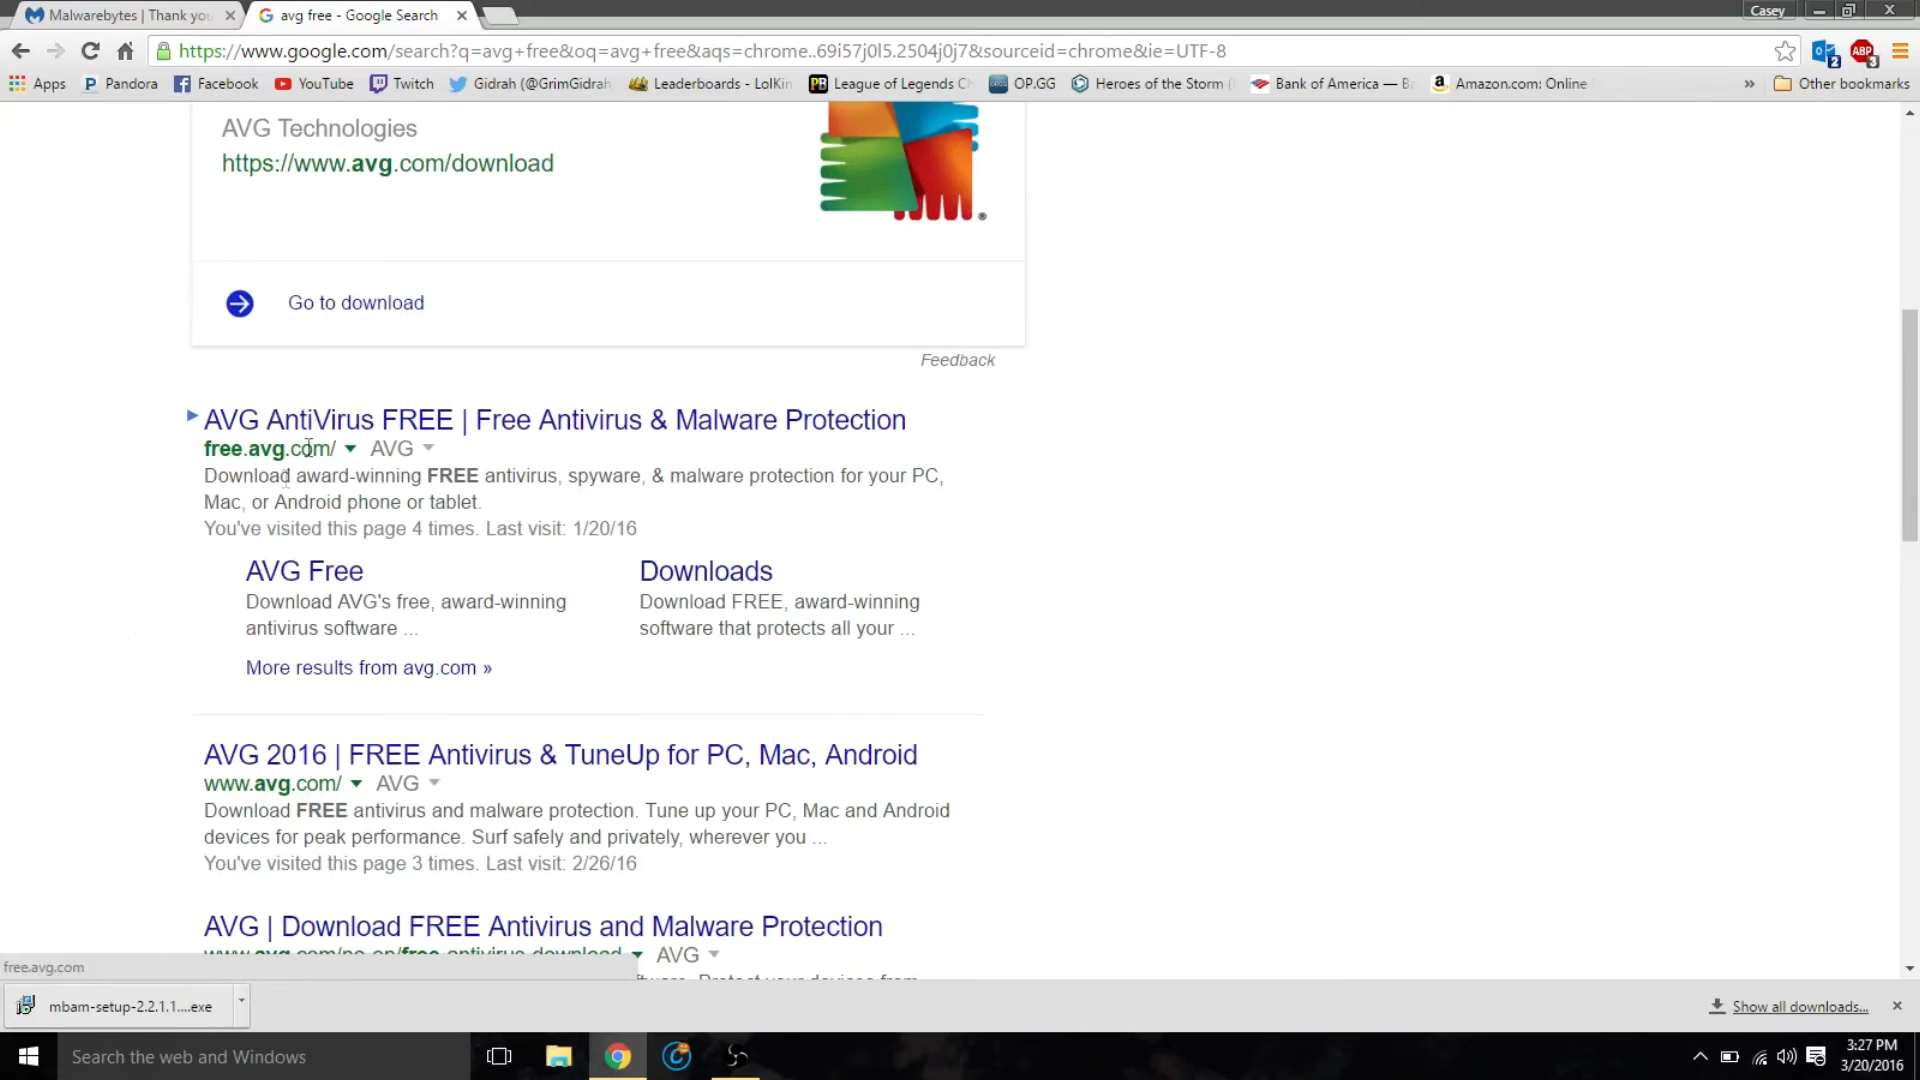 Malwarebytes | Thank you
avg free - Google Search
Casey
https://www.google.com/search?q=avg+free&oq=avg+free&aqs=chrome..69i57j0l5.2504j0j7&sourceid=chrome&ie=UTF-8
2
ABP
3
Apps
Pandora
Facebook
YouTube
Twitch
Gidrah (@GrimGidrah
Leaderboards - LolKin
PB
League of Legends C
OP.GG
Heroes of the Storm
Bank of America —
Amazon.com: Online
»
Other bookmarks
AVG Technologies
https://www.avg.com/download
®
Go to download
Feedback
AVG AntiVirus FREE | Free Antivirus & Malware Protection
free.avg.com/ AVG
Download award-winning FREE antivirus, spyware, & malware protection for your PC,
Mac, or Android phone or tablet.
You've visited this page 4 times. Last visit: 1/20/16
AVG Free
Downloads
Download AVG's free, award-winning
antivirus software ...
Download FREE, award-winning
software that protects all your ...
More results from avg.com »
AVG 2016 | FREE Antivirus & TuneUp for PC, Mac, Android
www.avg.com/ AVG
Download FREE antivirus and malware protection. Tune up your PC, Mac and Android
devices for peak performance. Surf safely and privately, wherever you ...
You've visited this page 3 times. Last visit: 2/26/16
AVG | Download FREE Antivirus and Malware Protection
AVG
free.avg.com
mbam-setup-2.2.1.1....exe
Show all downloads...
Search the web and Windows
3:27 PM
3/20/2016